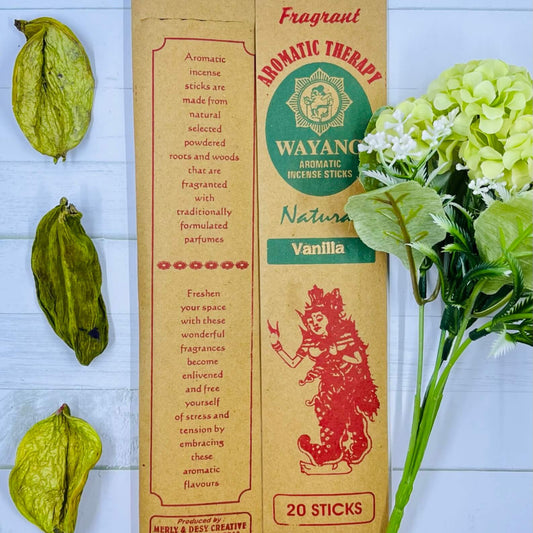 Aromatic
incense
sticks are
made from
natural
selected
powdered
roots and woods
that are
fragranted
with
traditionally
formulated
parfumes
Freshen
your space
with these
wonderful
fragrances
become
enlivened
and free
yourself
of stress and
tension by
embracing
these
aromatic
flavours
Produced by :
MERLY & DESY CREATIVE
Fragrant
AROMATIC THERAPY
WAYANG
AROMATIC
INCENSE STICKS
Natural
Vanilla
20 STICKS